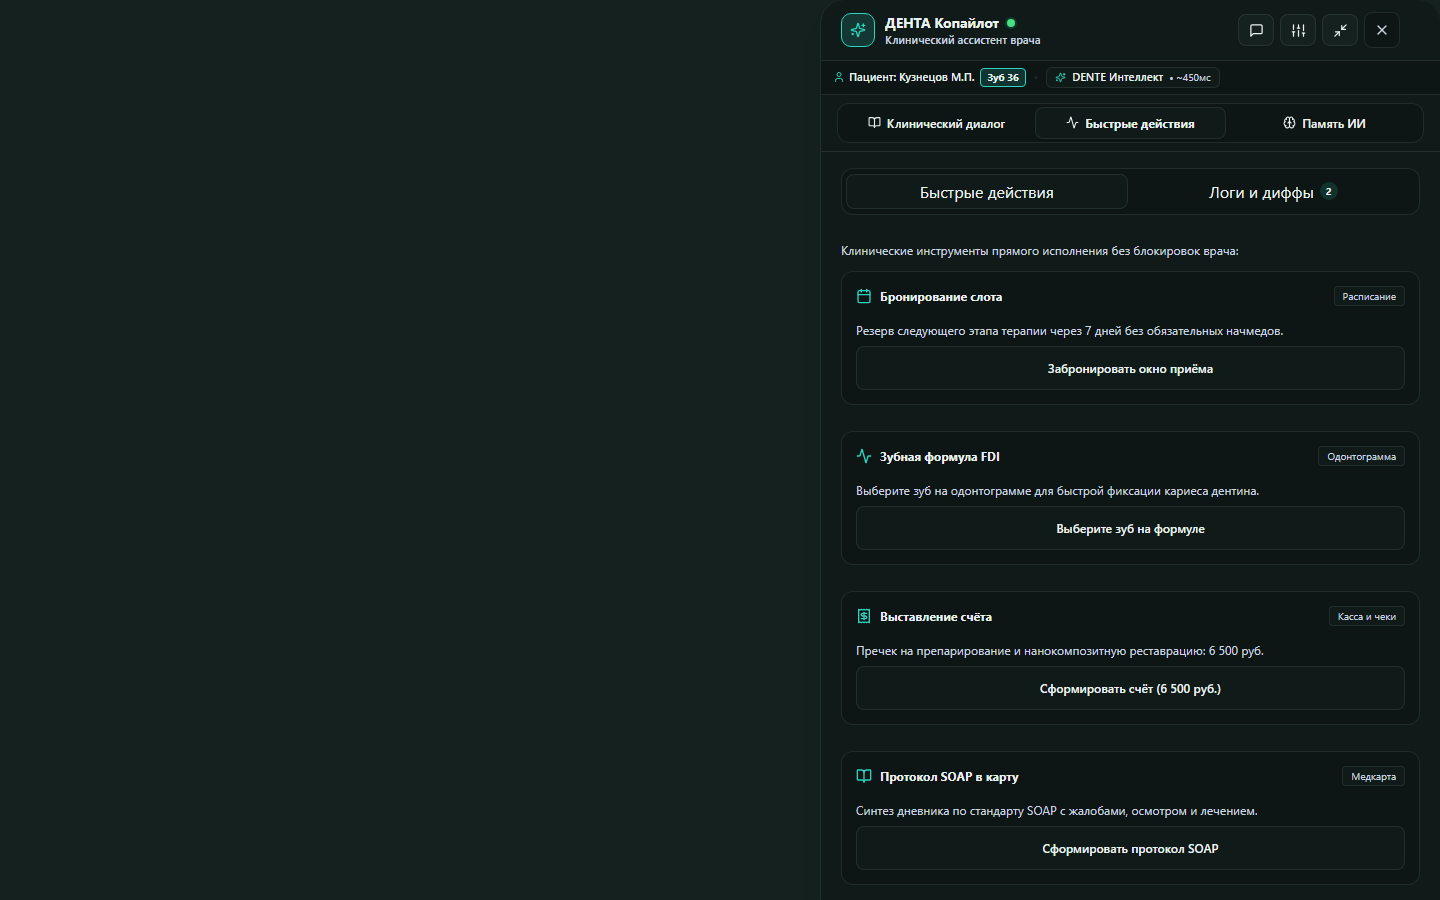 ДЕНТА Копайлот
Клинический ассистент врача
Пациент: Кузнецов М.П. Зуб 36 DENTE Интеллект • ~450мс
Клинический диалог Быстрые действия Память ИИ
Быстрые действия Логи и диффы 2
Клинические инструменты прямого исполнения без блокировок врача:
Бронирование слота Расписание
Резерв следующего этапа терапии через 7 дней без обязательных начмедов.
Забронировать окно приёма
Зубная формула FDI Одонтограмма
Выберите зуб на одонтограмме для быстрой фиксации кариеса дентина.
Выберите зуб на формуле
Выставление счёта Касса и чеки
Пречек на препарирование и нанокомпозитную реставрацию: 6 500 руб.
Сформировать счёт (6 500 руб.)
Протокол SOAP в карту Медкарта
Синтез дневника по стандарту SOAP с жалобами, осмотром и лечением.
Сформировать протокол SOAP